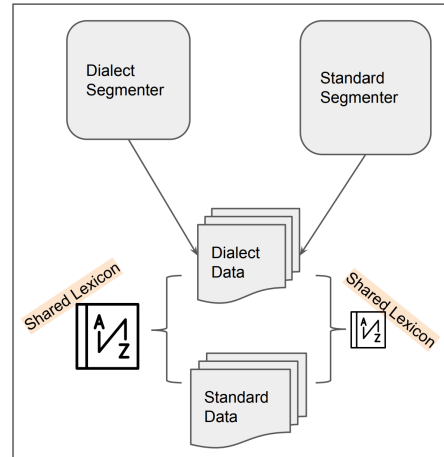 Dialect
Segmenter
Standard
Segmenter
Dialect
Data
Shared Lexicon
A
Z
Shared Lexicon
A
Z
Standard
Data